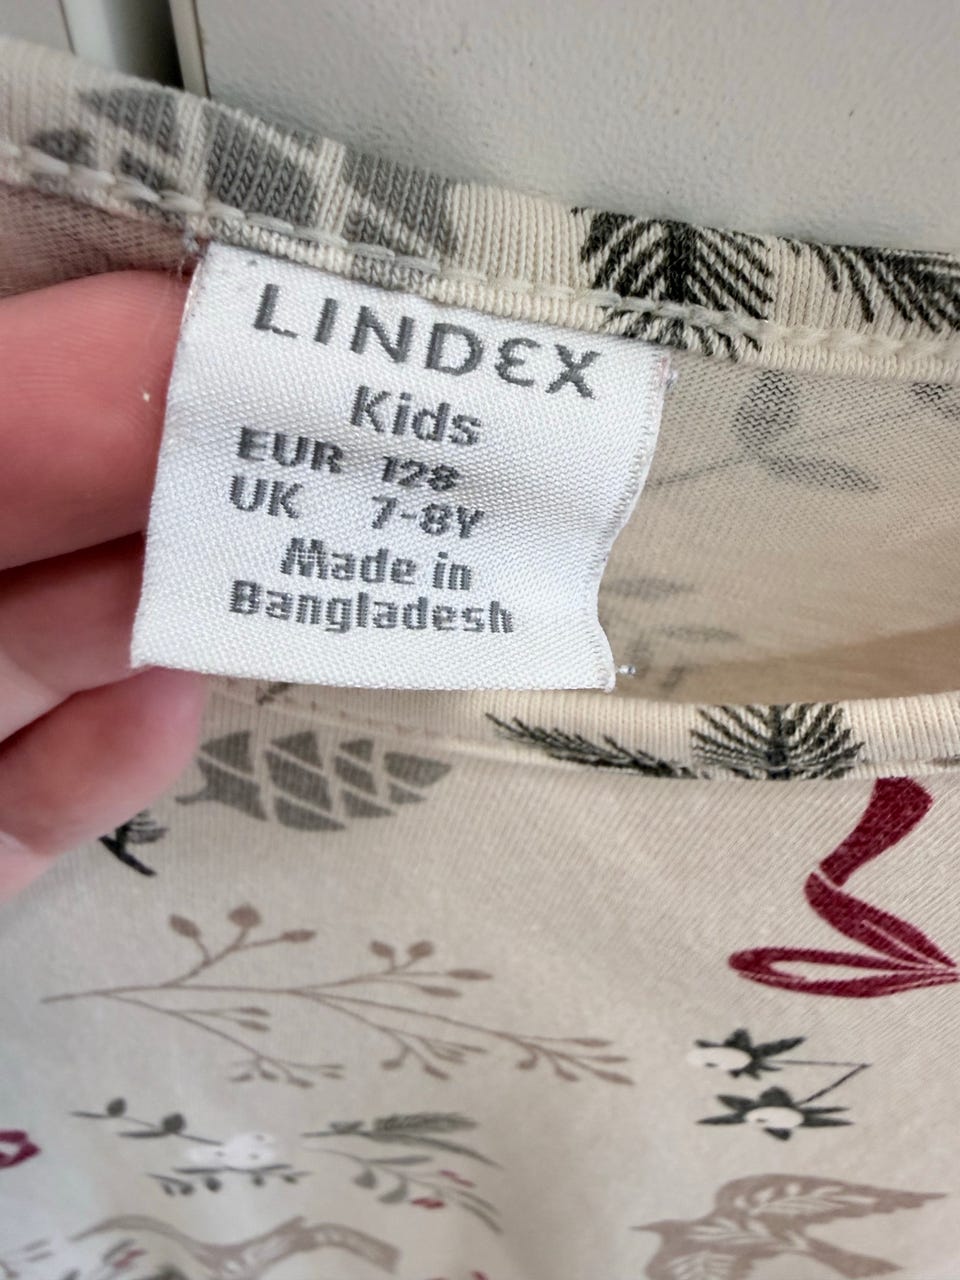 LINDEX
Kids
EUR 128
UK 7-8Y
Made in
Bangladesh